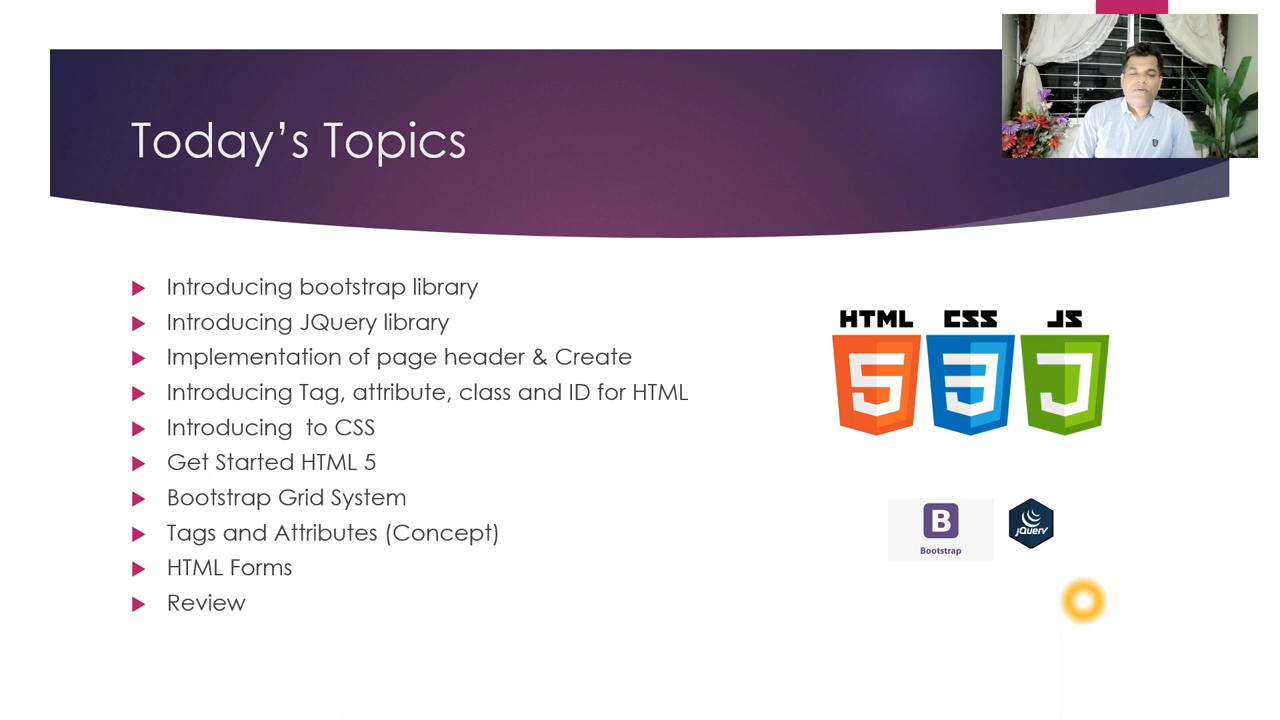 Today's Topics
Introducing bootstrap library
Introducing JQuery library
Implementation of page header & Create
Introducing Tag, attribute, class and ID for HTML
Introducing  to CSS
Get Started HTML 5
Bootstrap Grid System
Tags and Attributes (Concept)
HTML Forms
Review
HTML CSS JS
5 3 J
B
Bootstrap
jQuery